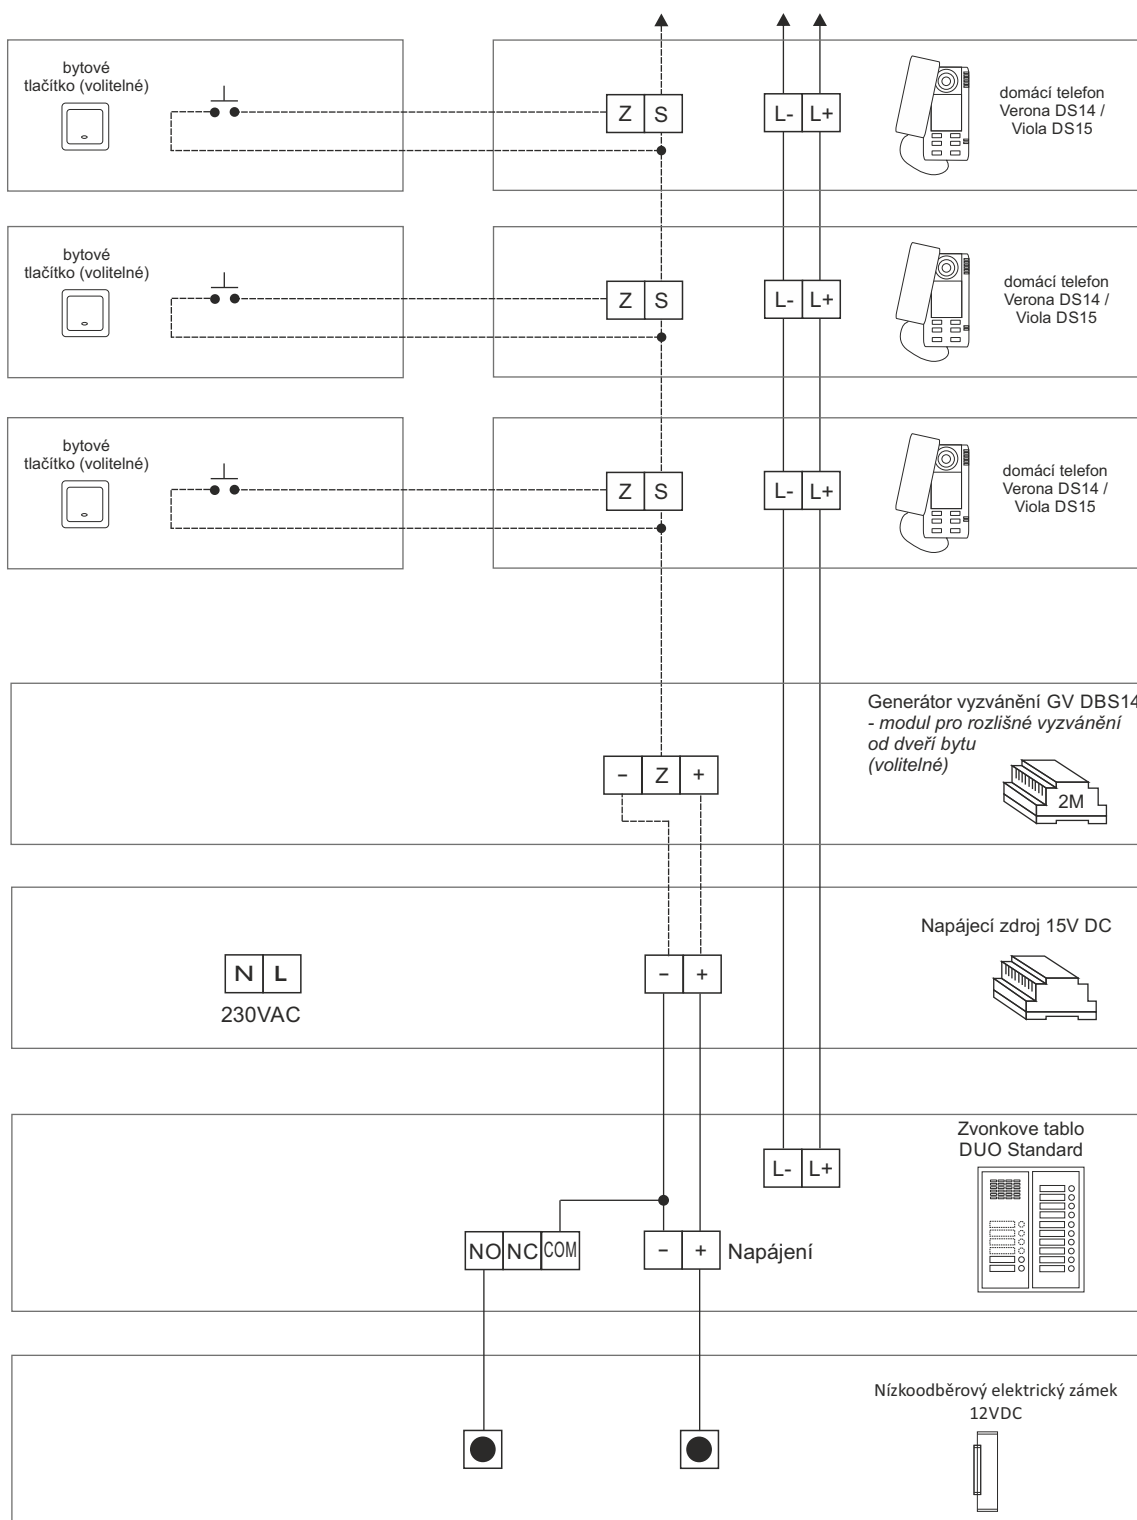 bytové
tlačítko (volitelné)
Z S
L- L+
domácí telefon
Verona DS14 /
Viola DS15
bytové
tlačítko (volitelné)
Z S
L- L+
domácí telefon
Verona DS14 /
Viola DS15
bytové
tlačítko (volitelné)
Z S
L- L+
domácí telefon
Verona DS14 /
Viola DS15
Generátor vyzvánění GV DBS14
- modul pro rozlišné vyzvánění
od dveří bytu
(volitelné)
- Z +
2M
Napájecí zdroj 15V DC
N L
- +
230VAC
Zvonkove tablo
DUO Standard
L- L+
NO NC COM
- +
Napájení
Nízkoodběrový elektrický zámek
12VDC